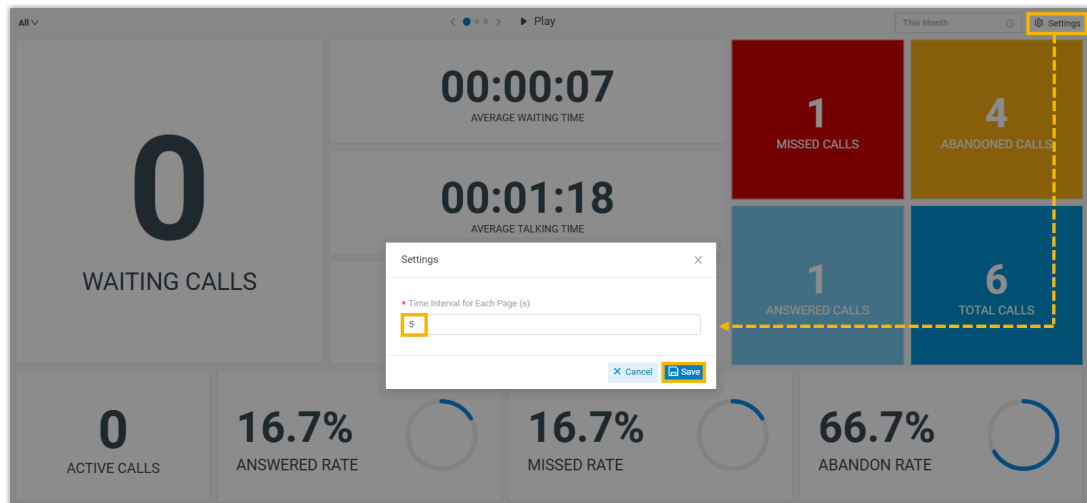 All
Play
This Month
Settings
0
WAITING CALLS
00:00:07
AVERAGE WAITING TIME
00:01:18
AVERAGE TALKING TIME
1
MISSED CALLS
4
ABANDONED CALLS
1
ANSWERED CALLS
6
TOTAL CALLS
Settings
* Time Interval for Each Page (s)
5
Cancel
Save
0
ACTIVE CALLS
16.7%
ANSWERED RATE
16.7%
MISSED RATE
66.7%
ABANDON RATE